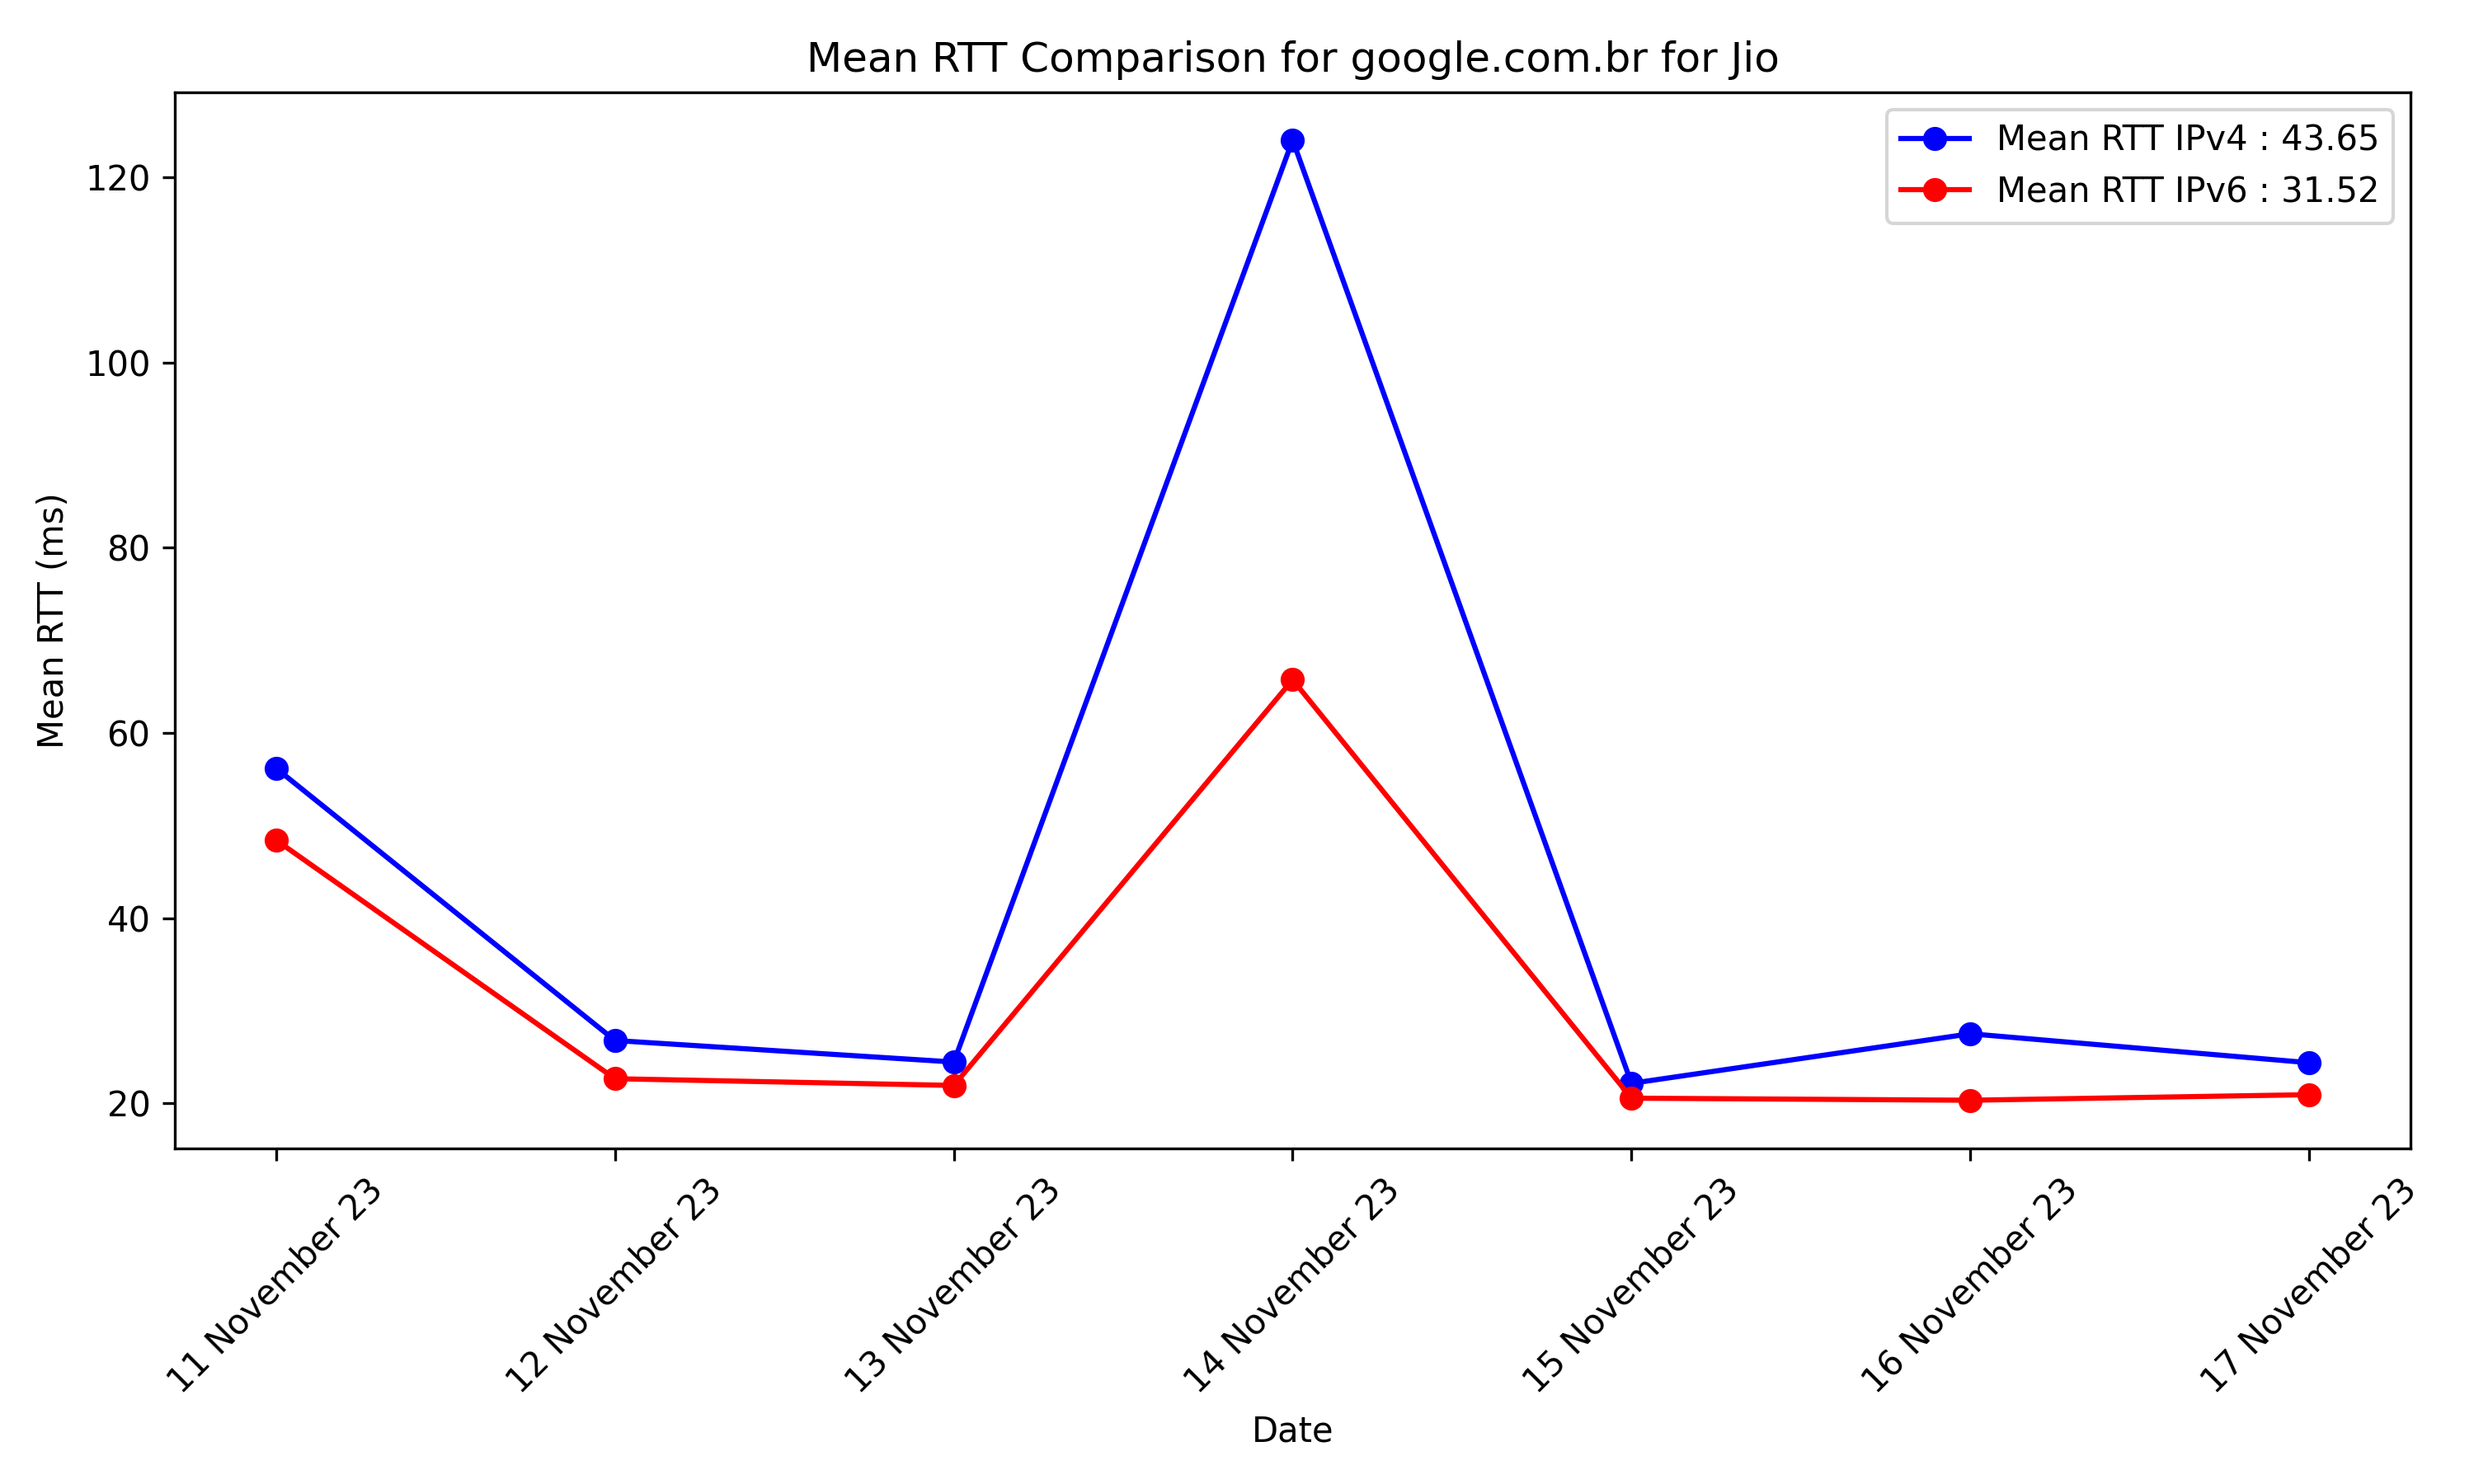 Mean RTT Comparison for google.com.br for Jio
Mean RTT IPv4 : 43.65
Mean RTT IPv6 : 31.52
Mean RTT (ms)
120
100
80
60
40
20
11 November 23
12 November 23
13 November 23
14 November 23
15 November 23
16 November 23
17 November 23
Date